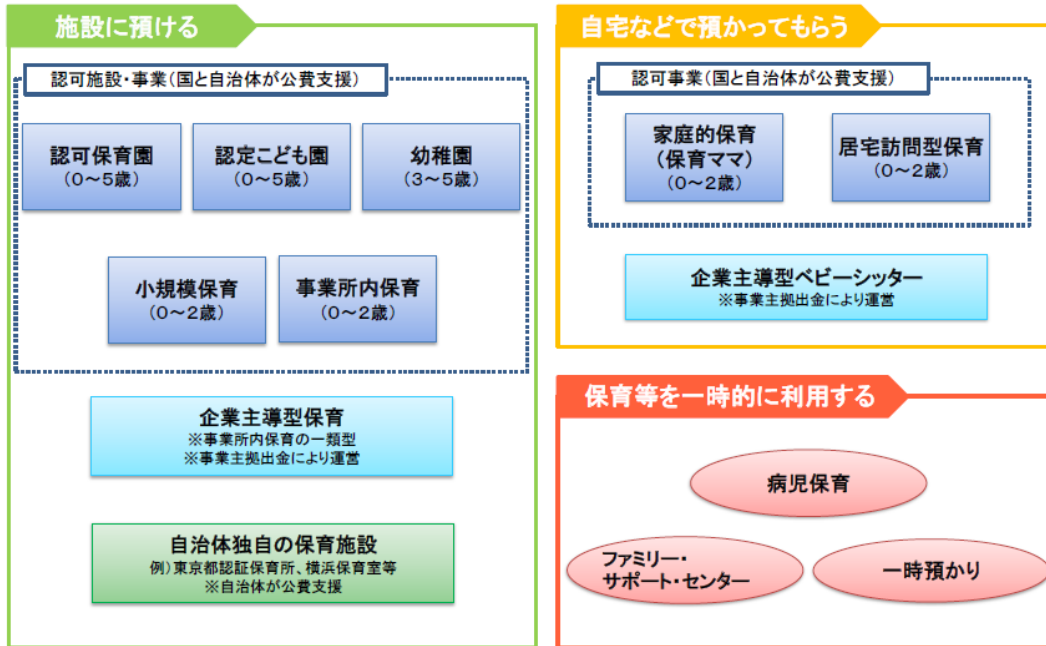 施設に預ける
認可施設・事業(国と自治体が公費支援)
認可保育園
(0～5歳)
認定こども園
(0～5歳)
幼稚園
(3～5歳)
小規模保育
(0～2歳)
事業所内保育
(0～2歳)
企業主導型保育
※事業所内保育の一類型
※事業主拠出金により運営
自治体独自の保育施設
例)東京都認証保育所、横浜保育室等
※自治体が公費支援
自宅などで預かってもらう
認可事業(国と自治体が公費支援)
家庭的保育
(保育ママ)
(0～2歳)
居宅訪問型保育
(0～2歳)
企業主導型ベビーシッター
※事業主拠出金により運営
保育等を一時的に利用する
病児保育
ファミリー・
サポート・センター
一時預かり